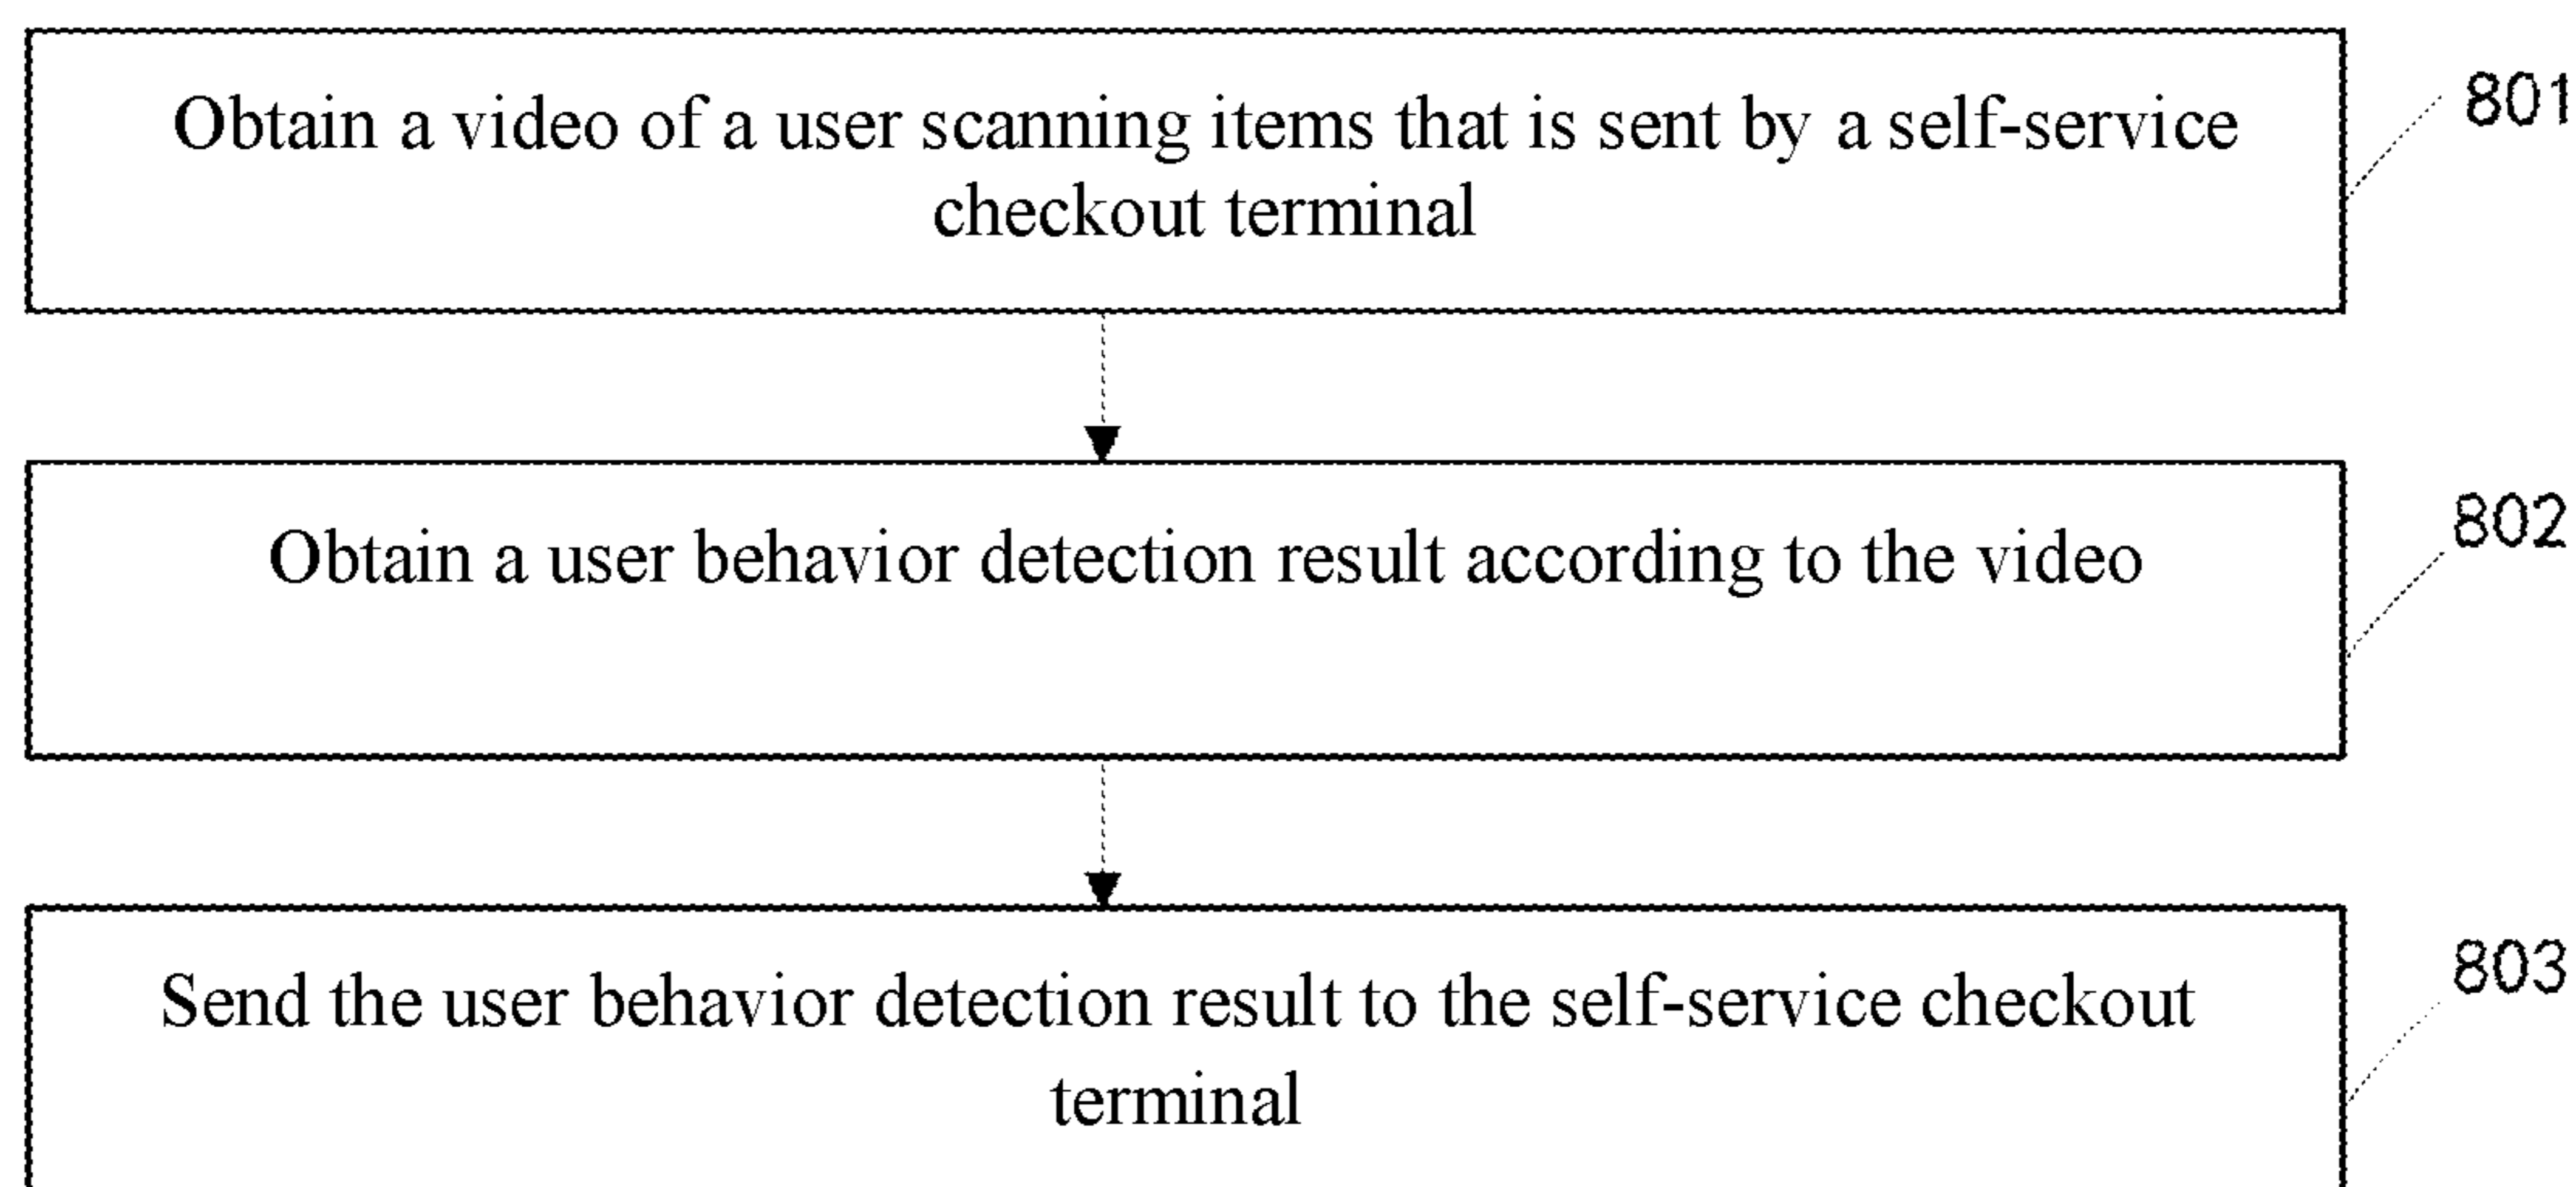 Obtain a video of a user scanning items that is sent by a self-service
checkout terminal
801
Obtain a user behavior detection result according to the video
802
Send the user behavior detection result to the self-service checkout
terminal
803